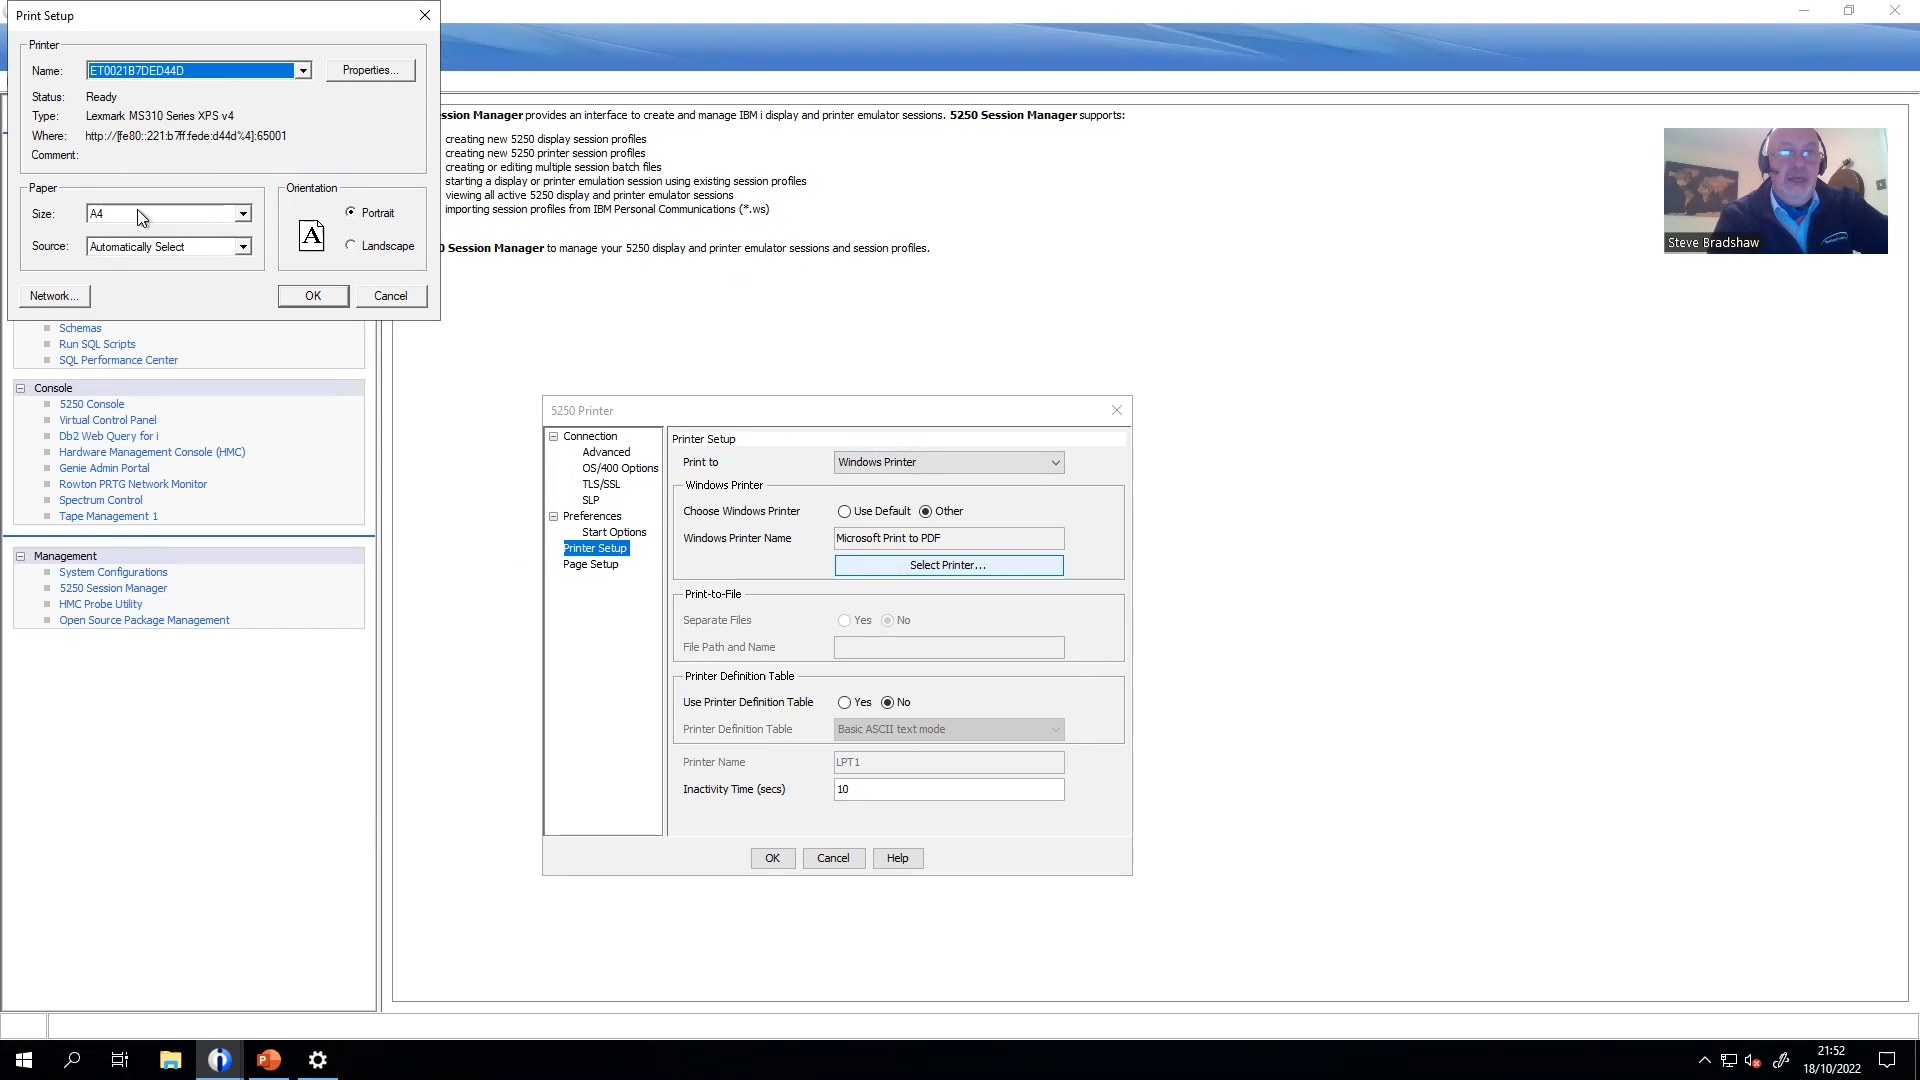 Print Setup
Printer
Name: ET0021B7DED44D Properties...
Status: Ready
Type: Lexmark MS310 Series XPS v4
Where: http://[fe80::221:b7ff:fede:d44d%4]:65001
Comment:
Paper
Size: A4
Source: Automatically Select
Orientation
A
Portrait
Landscape
Network... OK Cancel
ssion Manager provides an interface to create and manage IBM i display and printer emulator sessions. 5250 Session Manager supports:
creating new 5250 display session profiles
creating new 5250 printer session profiles
creating or editing multiple session batch files
starting a display or printer emulation session using existing session profiles
viewing all active 5250 display and printer emulator sessions
importing session profiles from IBM Personal Communications (*.ws)
0 Session Manager to manage your 5250 display and printer emulator sessions and session profiles.
Steve Bradshaw
Schemas
Run SQL Scripts
SQL Performance Center
Console
5250 Console
Virtual Control Panel
Db2 Web Query for i
Hardware Management Console (HMC)
Genie Admin Portal
Rowton PRTG Network Monitor
Spectrum Control
Tape Management 1
Management
System Configurations
5250 Session Manager
HMC Probe Utility
Open Source Package Management
5250 Printer
Connection
Advanced
OS/400 Options
TLS/SSL
SLP
Preferences
Start Options
Printer Setup
Page Setup
Printer Setup
Print to Windows Printer
Windows Printer
Choose Windows Printer Use Default Other
Windows Printer Name Microsoft Print to PDF
Select Printer...
Print-to-File
Separate Files Yes No
File Path and Name
Printer Definition Table
Use Printer Definition Table Yes No
Printer Definition Table Basic ASCII text mode
Printer Name LPT1
Inactivity Time (secs) 10
OK Cancel Help
21:52
18/10/2022